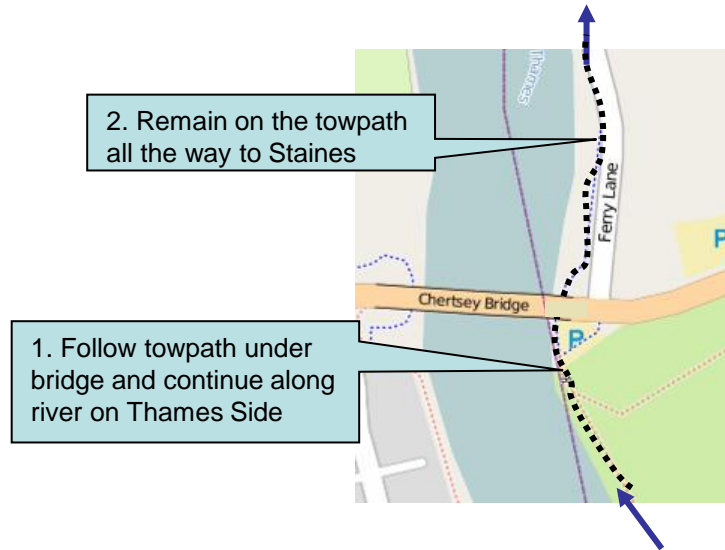 Thames
2. Remain on the towpath
all the way to Staines
Ferry Lane
P
Chertsey Bridge
P
1. Follow towpath under
bridge and continue along
river on Thames Side